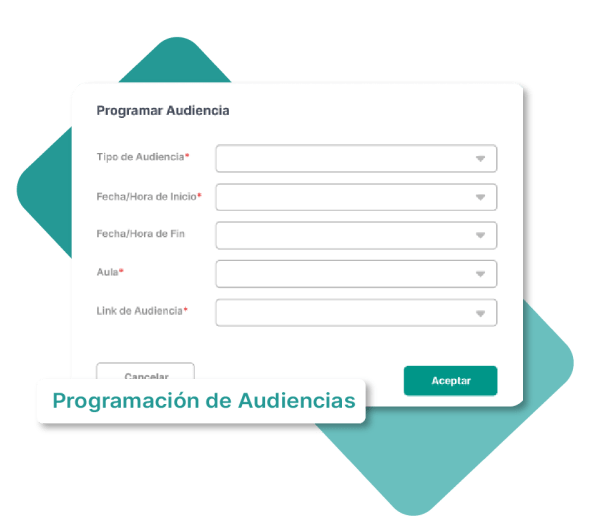 Programar Audiencia
Tipo de Audiencia*
Fecha/Hora de Inicio*
Fecha/Hora de Fin
Aula*
Link de Audiencia*
Cancelar
Aceptar
Programación de Audiencias